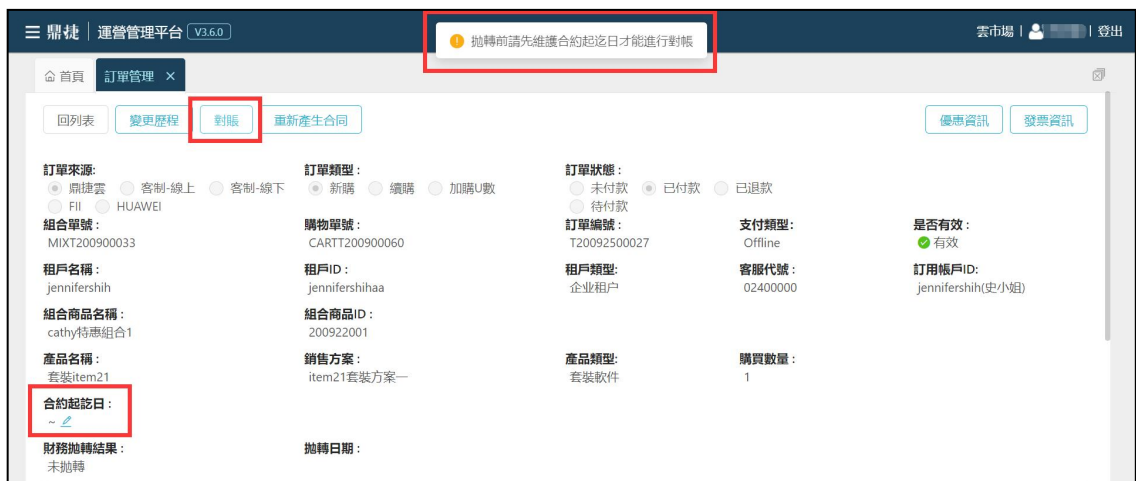 鼎捷 運營管理平台 V3.6.0
拋轉前請先維護合約起迄日才能進行對帳
雲市場 | | 登出
首頁 訂單管理 ×
回列表 變更歷程 對賬 重新產生合同 優惠資訊 發票資訊
訂單來源: 訂單類型： 訂單狀態：
鼎捷雲 客制-線上 客制-線下 新購 續購 加購U數 未付款 已付款 已退款
FII HUAWEI 待付款
組合單號： 購物單號： 訂單編號： 支付類型: 是否有效：
MIXT200900033 CARTT200900060 T20092500027 Offline 有效
租戶名稱： 租戶ID： 租戶類型: 客服代號： 訂用帳戶ID:
jennifershih jennifershihaa 企业租户 02400000 jennifershih(史小姐)
組合商品名稱： 組合商品ID：
cathy特惠組合1 200922001
產品名稱： 銷售方案： 產品類型: 購買數量：
套裝item21 item21套裝方案一 套裝軟件 1
合約起訖日：
~
財務拋轉結果： 拋轉日期：
未拋轉